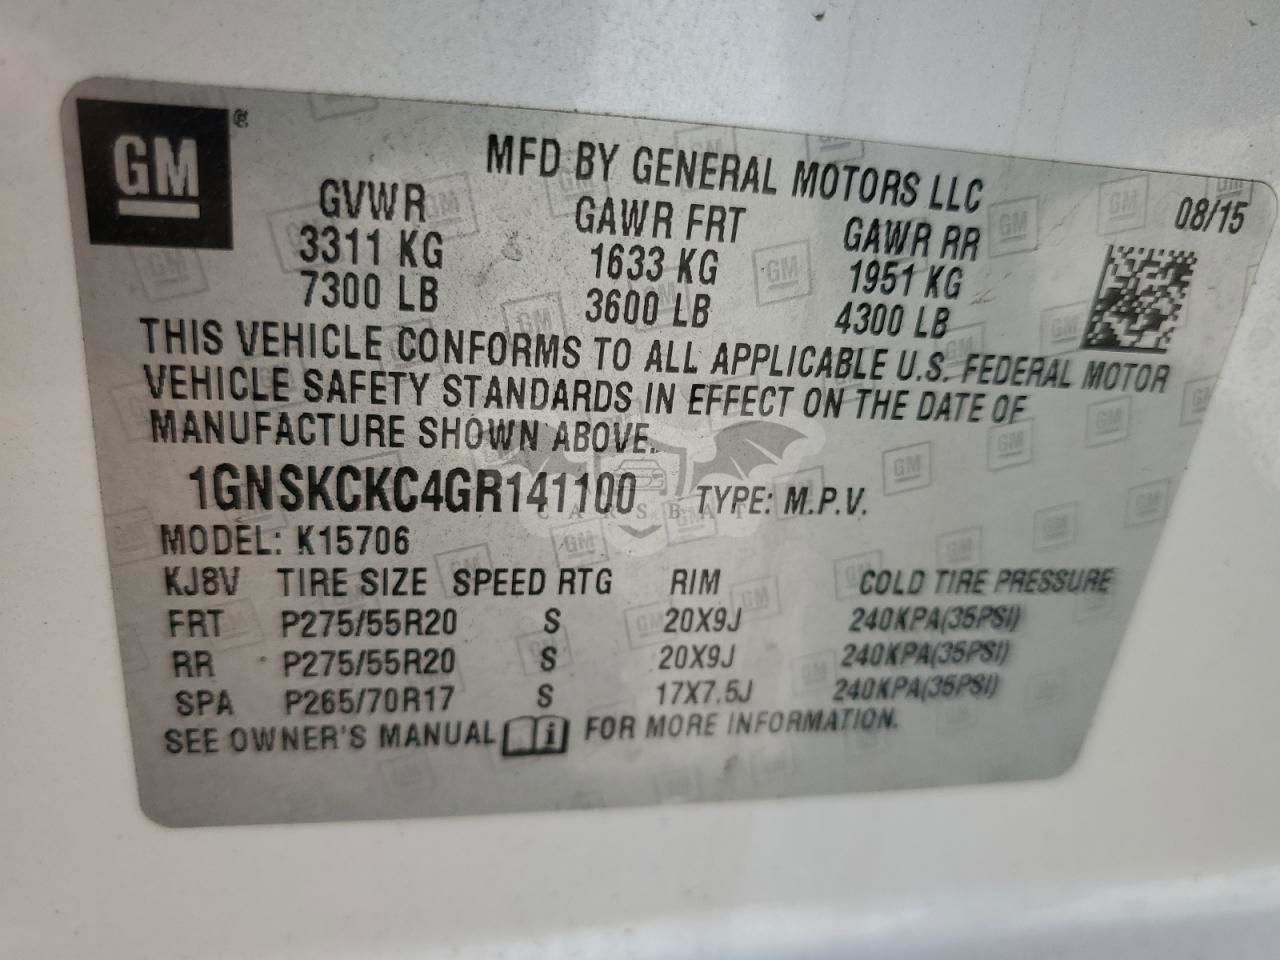 GM®
MFD BY GENERAL MOTORS LLC
08/15
GVWR GAWR FRT GAWR RR
3311 KG 1633 KG 1951 KG
7300 LB 3600 LB 4300 LB
THIS VEHICLE CONFORMS TO ALL APPLICABLE U.S. FEDERAL MOTOR
VEHICLE SAFETY STANDARDS IN EFFECT ON THE DATE OF
MANUFACTURE SHOWN ABOVE.
1GNSKCKC4GR141100 TYPE: M.P.V.
CARSBAT
MODEL: K15706
KJ8V TIRE SIZE SPEED RTG RIM COLD TIRE PRESSURE
FRT P275/55R20 S 20X9J 240KPA(35PSI)
RR P275/55R20 S 20X9J 240KPA(35PSI)
SPA P265/70R17 S 17X7.5J 240KPA(35PSI)
SEE OWNER'S MANUAL i FOR MORE INFORMATION.